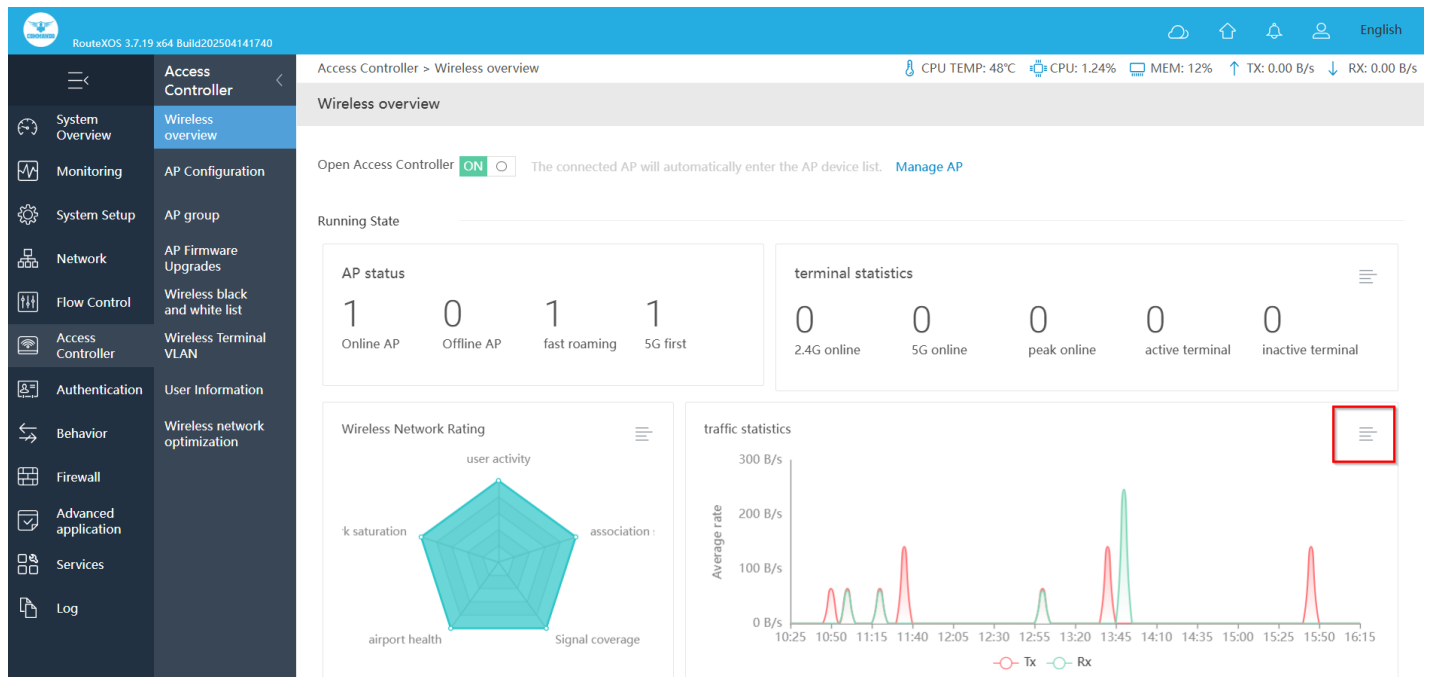 COMMANDO
RouteXOS 3.7.19 x64 Build202504141740
English
Access Controller
System Overview
Monitoring
System Setup
Network
Flow Control
Access Controller
Authentication
Behavior
Firewall
Advanced application
Services
Log
Wireless overview
AP Configuration
AP group
AP Firmware Upgrades
Wireless black and white list
Wireless Terminal VLAN
User Information
Wireless network optimization
Access Controller > Wireless overview
CPU TEMP: 48℃ CPU: 1.24% MEM: 12% TX: 0.00 B/s RX: 0.00 B/s
Wireless overview
Open Access Controller ON The connected AP will automatically enter the AP device list. Manage AP
Running State
AP status
1 0 1 1
Online AP Offline AP fast roaming 5G first
terminal statistics
0 0 0 0 0
2.4G online 5G online peak online active terminal inactive terminal
Wireless Network Rating
user activity
k saturation
association
airport health
Signal coverage
traffic statistics
Average rate
300 B/s
200 B/s
100 B/s
0 B/s
10:25 10:50 11:15 11:40 12:05 12:30 12:55 13:20 13:45 14:10 14:35 15:00 15:25 15:50 16:15
Tx Rx